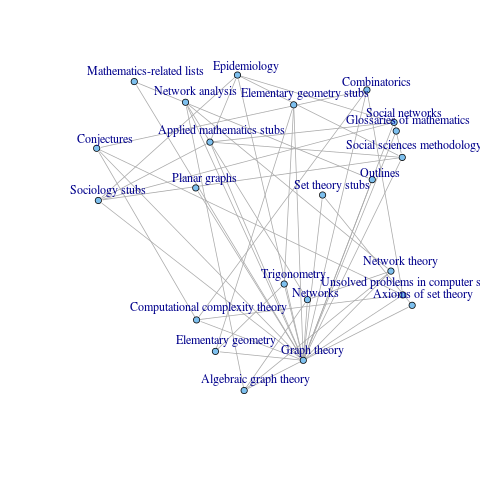 Epidemiology
Mathematics-related lists
Combinatorics
Network analysis
Elementary geometry stubs
Social networks
Glossaries of mathematics
Applied mathematics stubs
Conjectures
Social sciences methodology
Outlines
Planar graphs
Set theory stubs
Sociology stubs
Network theory
Trigonometry
Unsolved problems in computer s
Networks
Axioms of set theory
Computational complexity theory
Elementary geometry
Graph theory
Algebraic graph theory